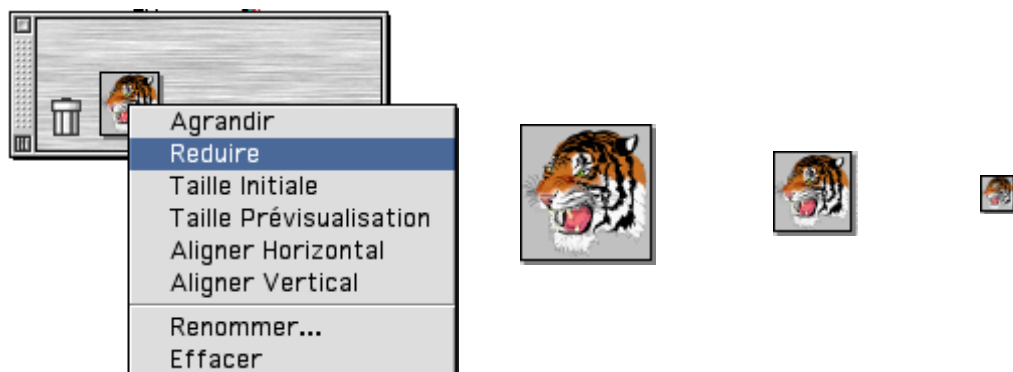 Agrandir
Reduire
Taille Initiale
Taille Prévisualisation
Aligner Horizontal
Aligner Vertical
Renommer...
Effacer